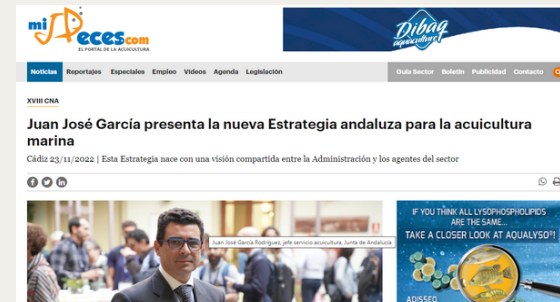 mi Peces.com
EL PORTAL DE LA ACUICULTURA
Dibaq
aquaculture
Noticias Reportajes Especiales Empleo Videos Agenda Legislación Guía Sector Boletín Publicidad Contacto
XVIII CNA
Juan José García presenta la nueva Estrategia andaluza para la acuicultura
marina
Cádiz 23/11/2022 | Esta Estrategia nace con una visión compartida entre la Administración y los agentes del sector
Juan José García Rodríguez, jefe servicio acuicultura, Junta de Andalucía
IF YOU THINK ALL LYSOPHOSPHOLIPIDS
ARE THE SAME...
TAKE A CLOSER LOOK AT AQUALYSO®!
ADISSEO